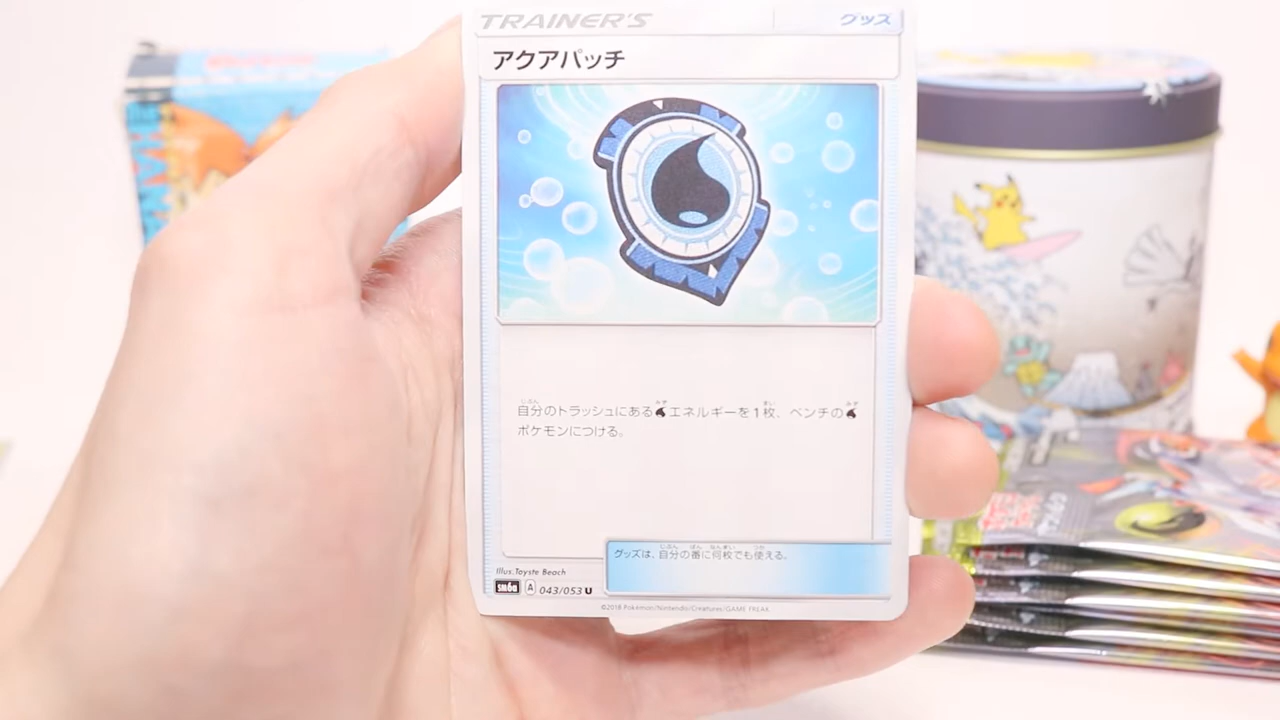 TRAINER'S グッズ
アクアパッチ
自分のトラッシュにあるエネルギーを1枚、ベンチの
ポケモンにつける。
グッズは、自分の番に何枚でも使える。
Illus.Toyste Beach
SM6a A 043/053 U
©2018 Pokémon/Nintendo/Creatures/GAME FREAK